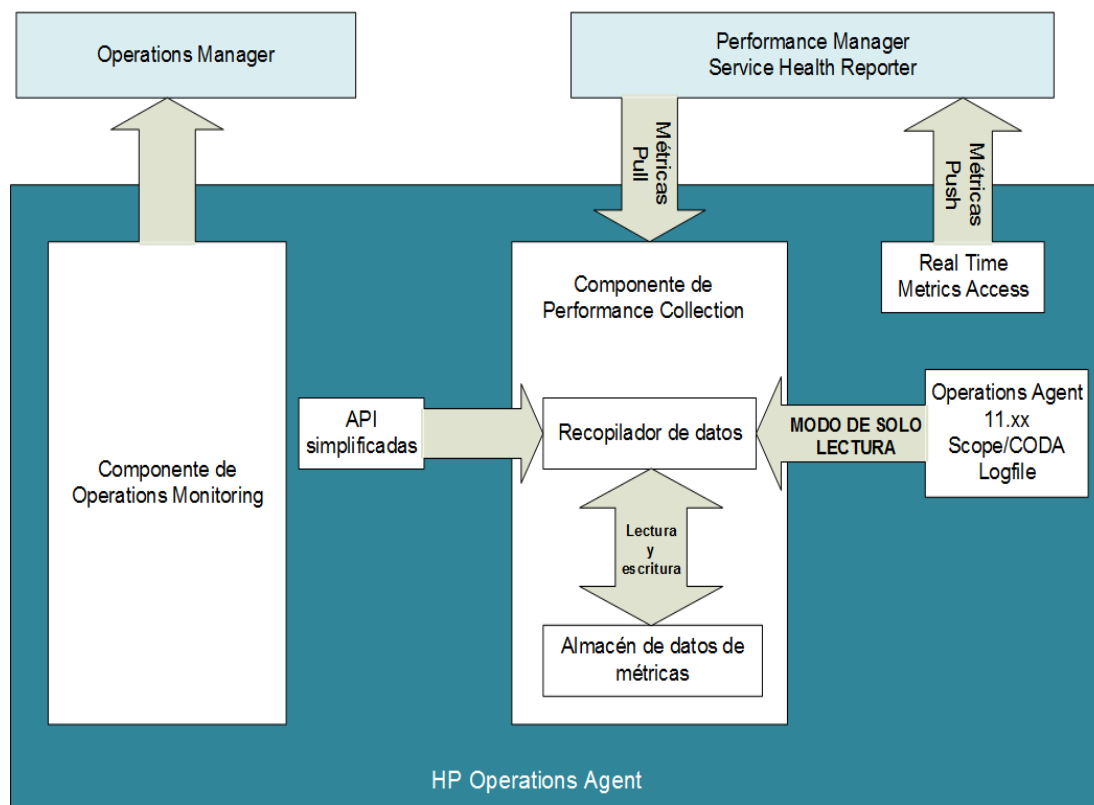 Operations Manager
Performance Manager
Service Health Reporter
Métricas
Pull
Métricas
Push
Real Time
Metrics Access
Componente de
Performance Collection
Componente de
Operations Monitoring
API
simplificadas
Recopilador de datos
MODO DE SOLO
LECTURA
Operations Agent
11.xx
Scope/CODA
Logfile
Lectura
y
escritura
Almacén de datos de
métricas
HP Operations Agent